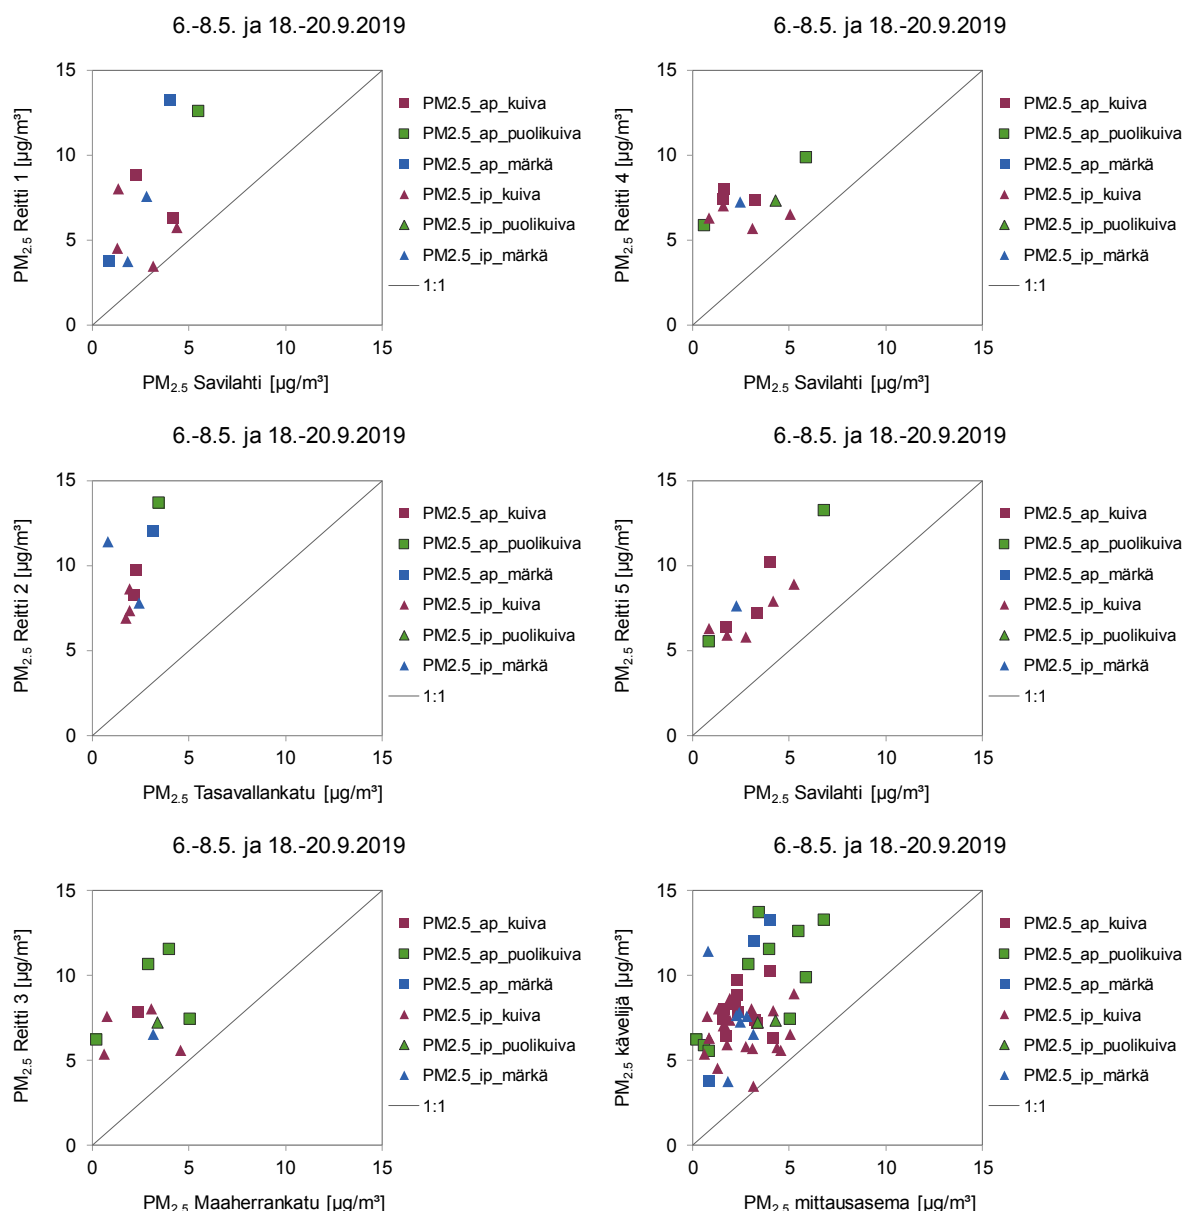 6.-8.5. ja 18.-20.9.2019
15
10
5
0
0 5 10 15
PM2.5 Reitti 1 [µg/m³]
PM2.5 Savilahti [µg/m³]
PM2.5_ap_kuiva
PM2.5_ap_puolikuiva
PM2.5_ap_märkä
PM2.5_ip_kuiva
PM2.5_ip_puolikuiva
PM2.5_ip_märkä
1:1
6.-8.5. ja 18.-20.9.2019
15
10
5
0
0 5 10 15
PM2.5 Reitti 4 [µg/m³]
PM2.5 Savilahti [µg/m³]
PM2.5_ap_kuiva
PM2.5_ap_puolikuiva
PM2.5_ap_märkä
PM2.5_ip_kuiva
PM2.5_ip_puolikuiva
PM2.5_ip_märkä
1:1
6.-8.5. ja 18.-20.9.2019
15
10
5
0
0 5 10 15
PM2.5 Reitti 2 [µg/m³]
PM2.5 Tasavallankatu [µg/m³]
PM2.5_ap_kuiva
PM2.5_ap_puolikuiva
PM2.5_ap_märkä
PM2.5_ip_kuiva
PM2.5_ip_puolikuiva
PM2.5_ip_märkä
1:1
6.-8.5. ja 18.-20.9.2019
15
10
5
0
0 5 10 15
PM2.5 Reitti 5 [µg/m³]
PM2.5 Savilahti [µg/m³]
PM2.5_ap_kuiva
PM2.5_ap_puolikuiva
PM2.5_ap_märkä
PM2.5_ip_kuiva
PM2.5_ip_puolikuiva
PM2.5_ip_märkä
1:1
6.-8.5. ja 18.-20.9.2019
15
10
5
0
0 5 10 15
PM2.5 Reitti 3 [µg/m³]
PM2.5 Maaherrankatu [µg/m³]
PM2.5_ap_kuiva
PM2.5_ap_puolikuiva
PM2.5_ap_märkä
PM2.5_ip_kuiva
PM2.5_ip_puolikuiva
PM2.5_ip_märkä
1:1
6.-8.5. ja 18.-20.9.2019
15
10
5
0
0 5 10 15
PM2.5 kävelijä [µg/m³]
PM2.5 mittausasema [µg/m³]
PM2.5_ap_kuiva
PM2.5_ap_puolikuiva
PM2.5_ap_märkä
PM2.5_ip_kuiva
PM2.5_ip_puolikuiva
PM2.5_ip_märkä
1:1